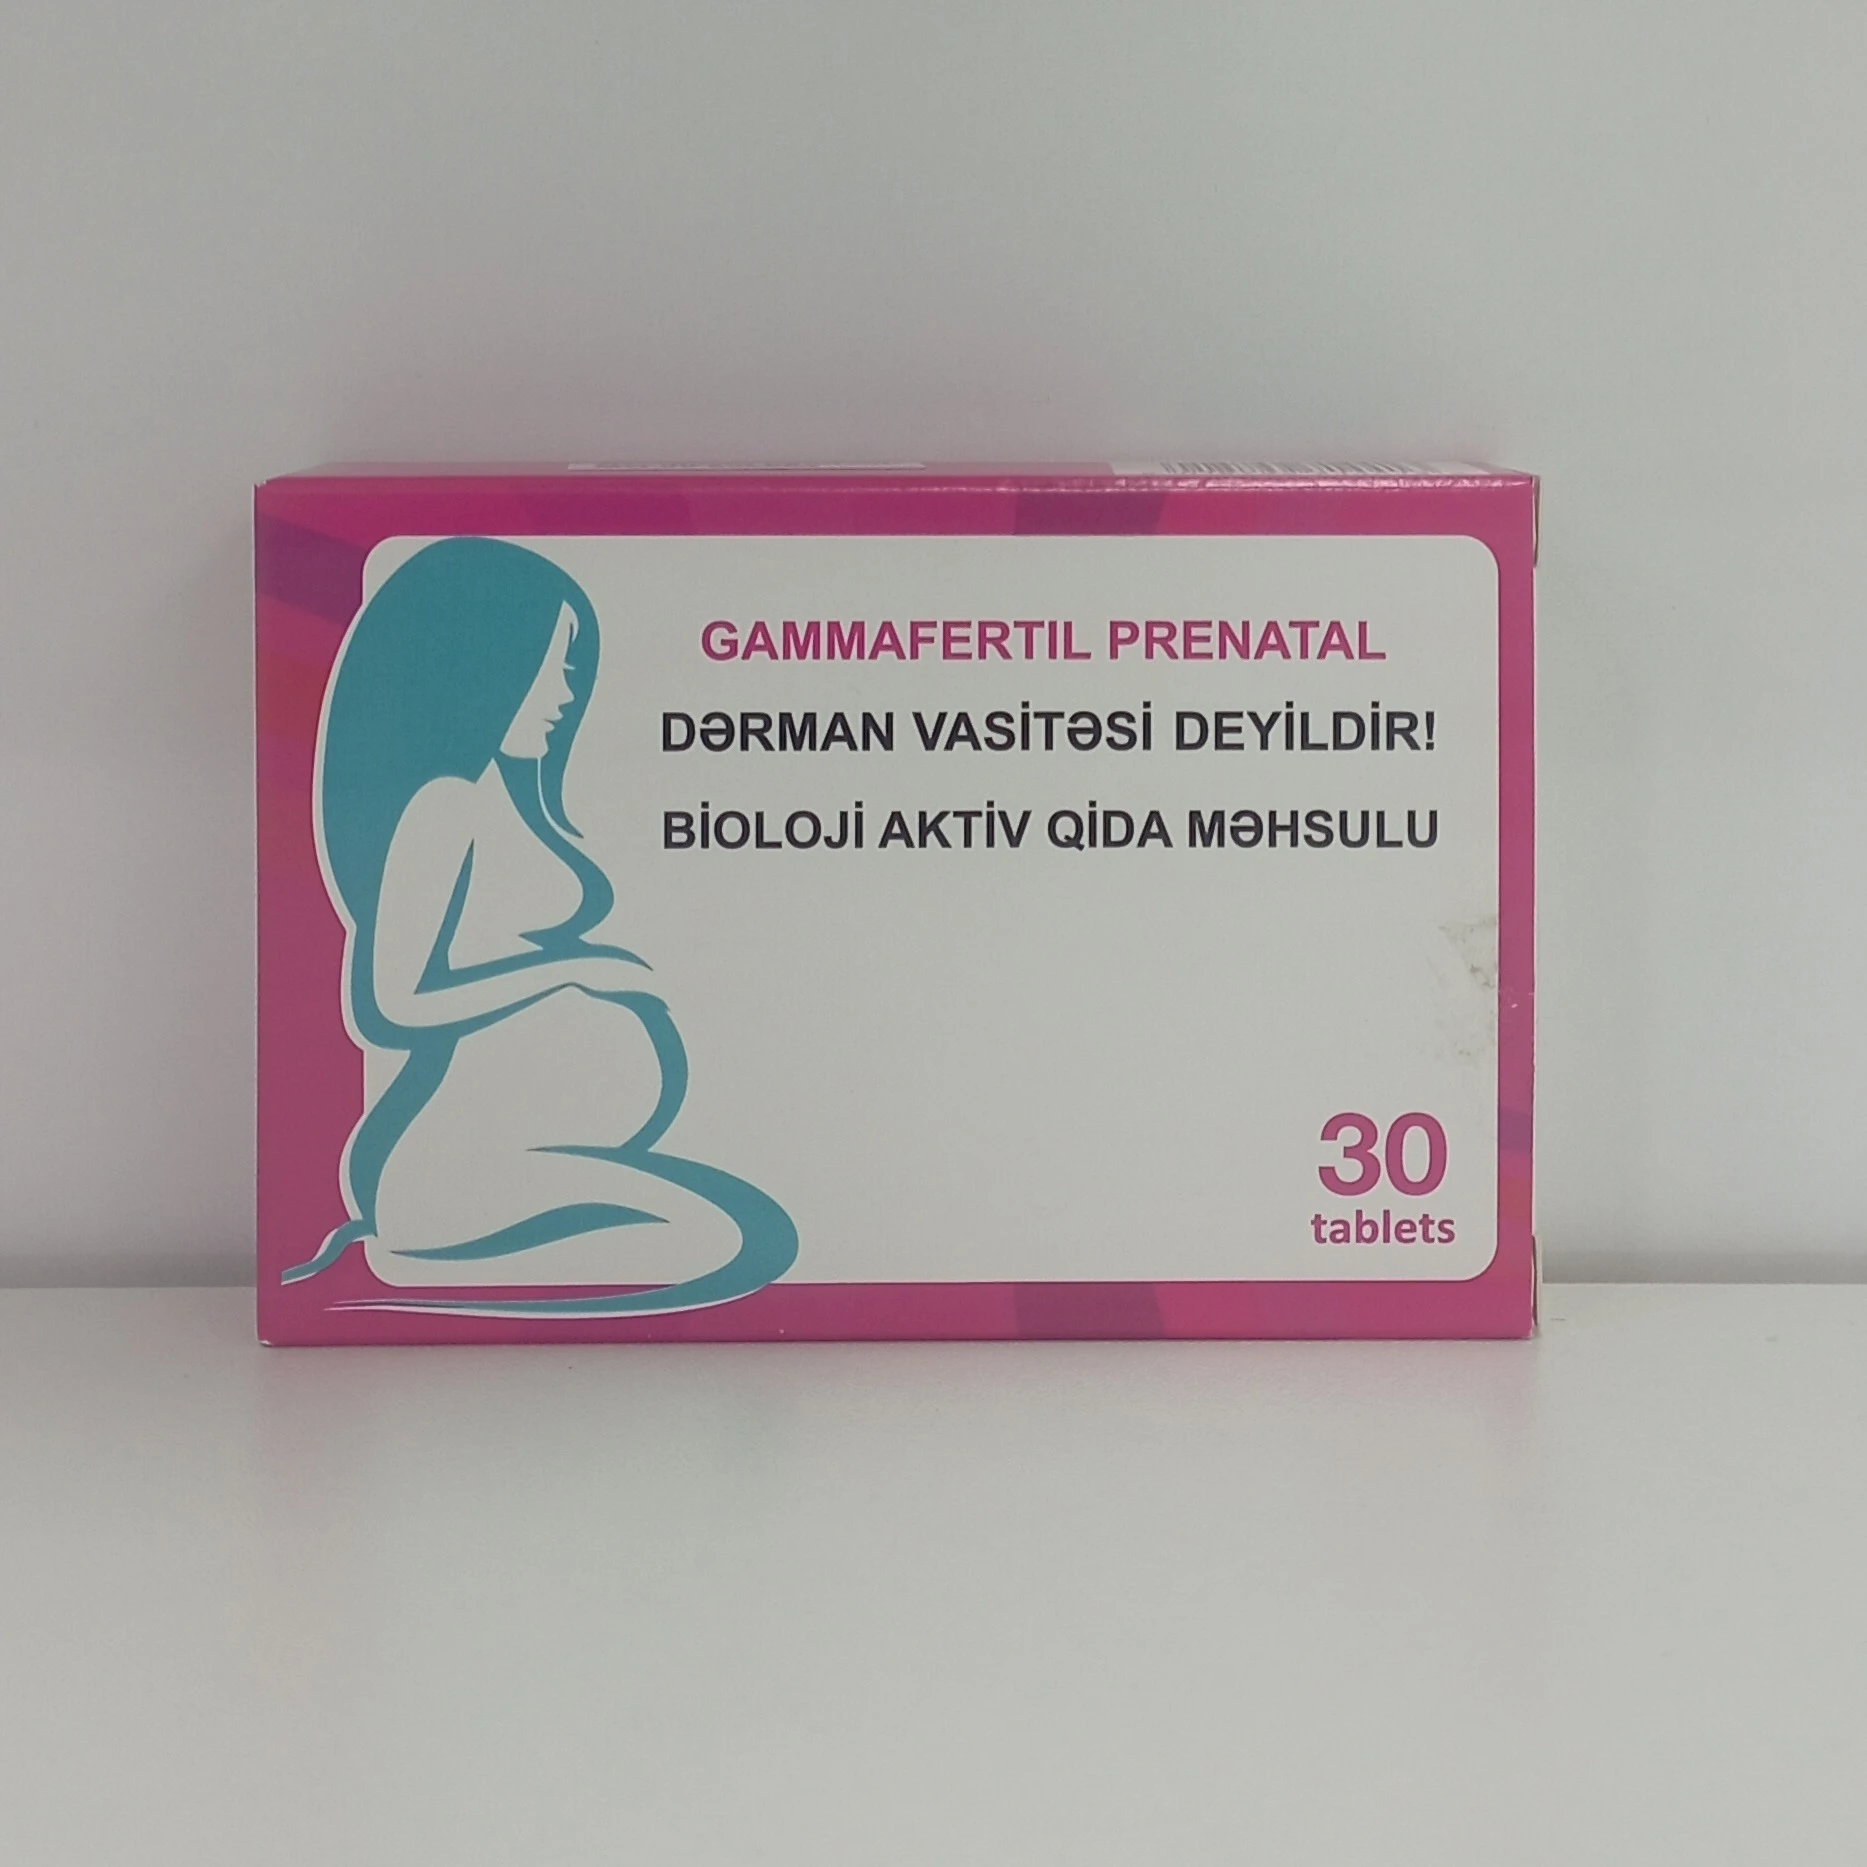 GAMMAFERTIL PRENATAL
DƏRMAN VASİTƏSİ DEYİLDİR!
BİOLOJİ AKTİV QİDA MƏHSULU
30
tablets